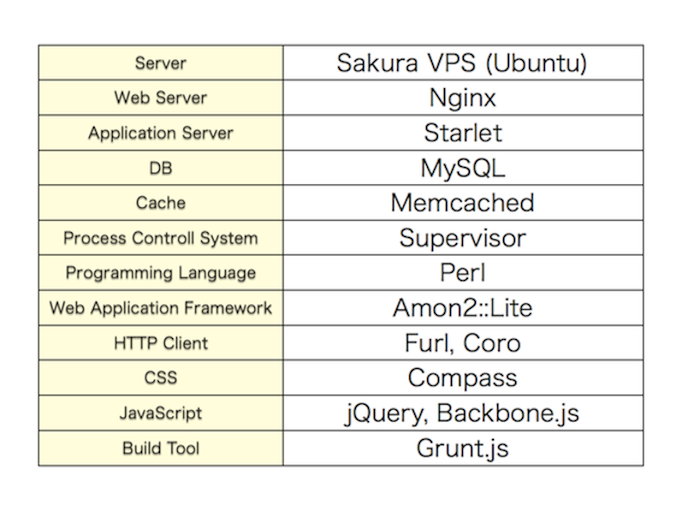 Server Sakura VPS (Ubuntu)
Web Server Nginx
Application Server Starlet
DB MySQL
Cache Memcached
Process Controll System Supervisor
Programming Language Perl
Web Application Framework Amon2::Lite
HTTP Client Furl, Coro
CSS Compass
JavaScript jQuery, Backbone.js
Build Tool Grunt.js